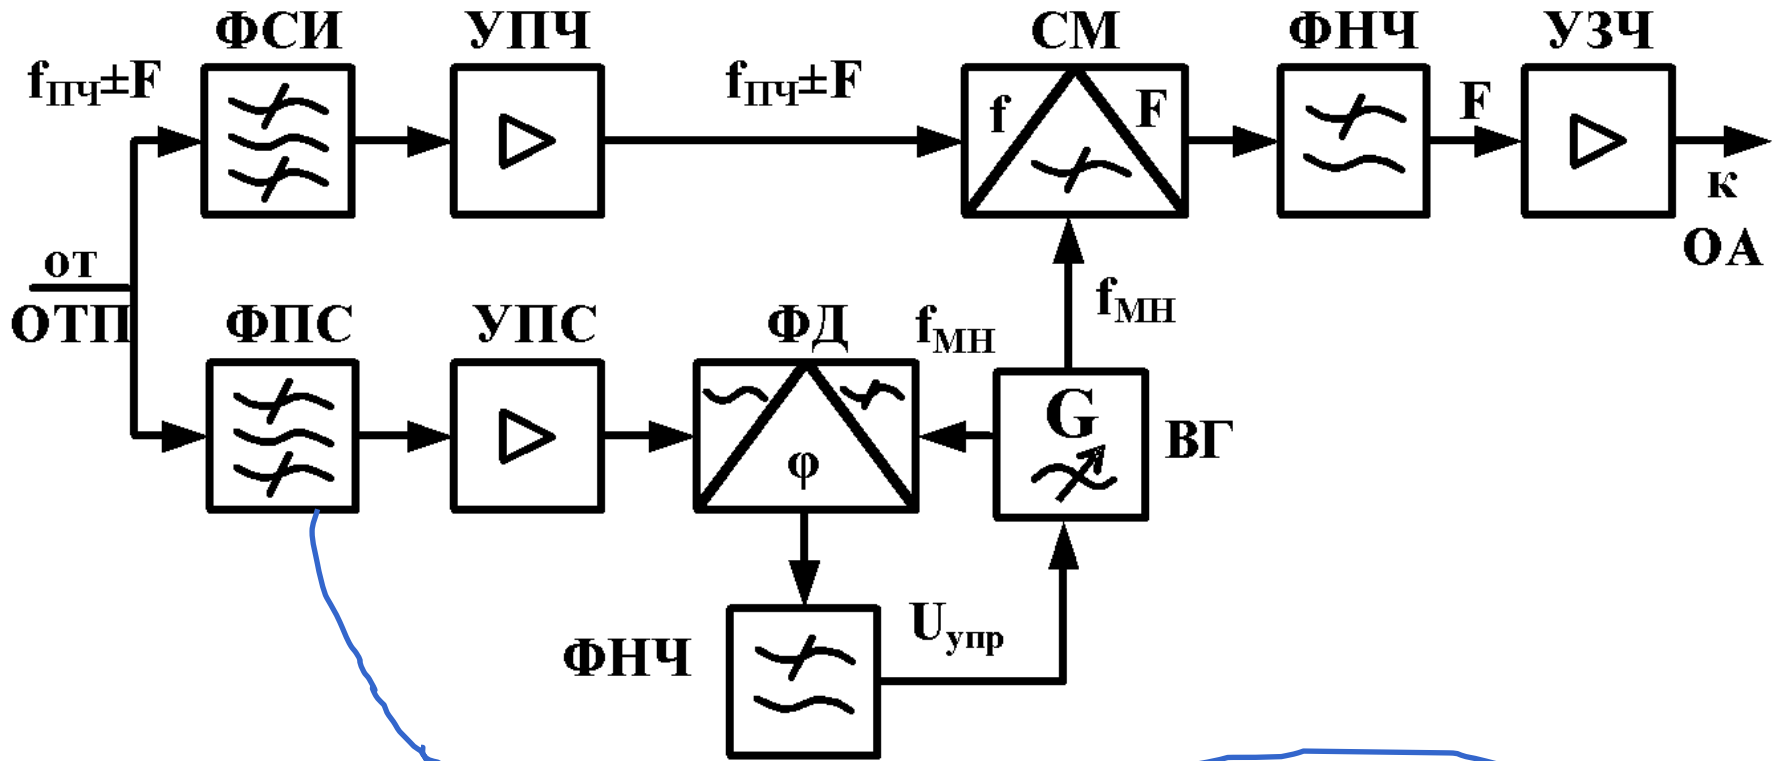 ФСИ УПЧ СМ ФНЧ УЗЧ
fПЧ±F fПЧ±F f F F
к
от ОА
ОТП ФПС УПС ФД fМН fМН
G ВГ
φ
ФНЧ Uупр